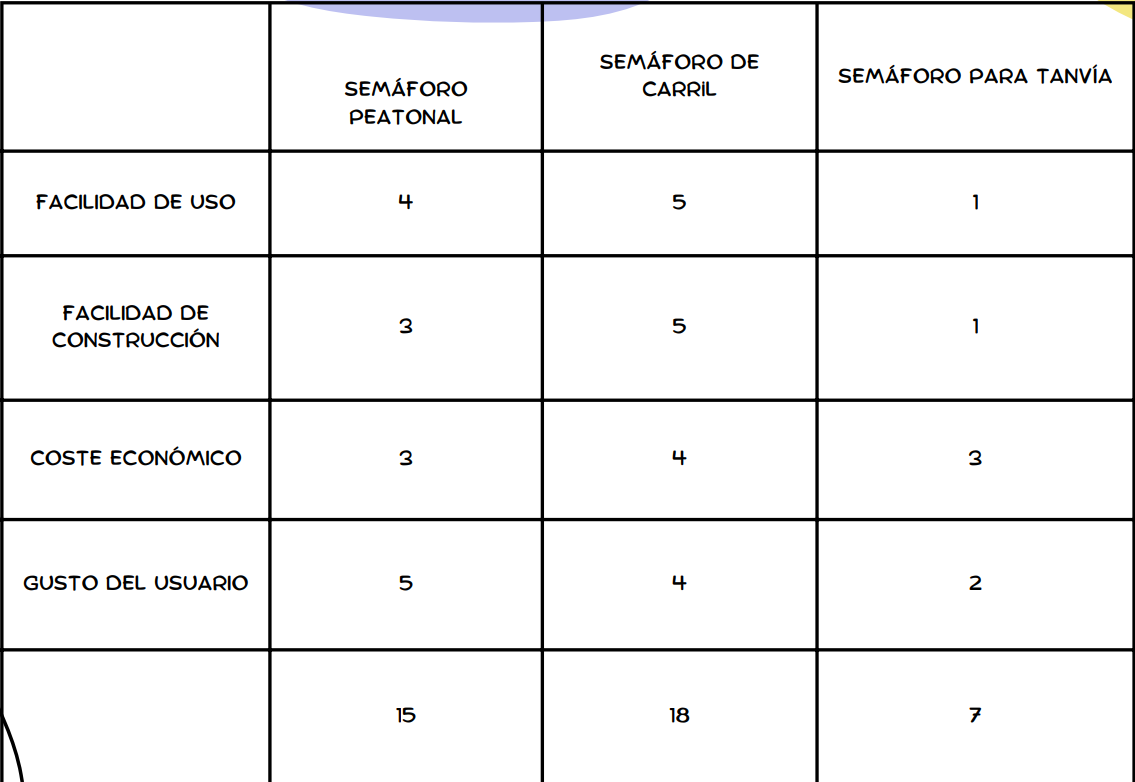 SEMÁFORO PEATONAL
SEMÁFORO DE CARRIL
SEMÁFORO PARA TANVÍA
FACILIDAD DE USO 4 5 1
FACILIDAD DE CONSTRUCCIÓN 3 5 1
COSTE ECONÓMICO 3 4 3
GUSTO DEL USUARIO 5 4 2
15 18 7